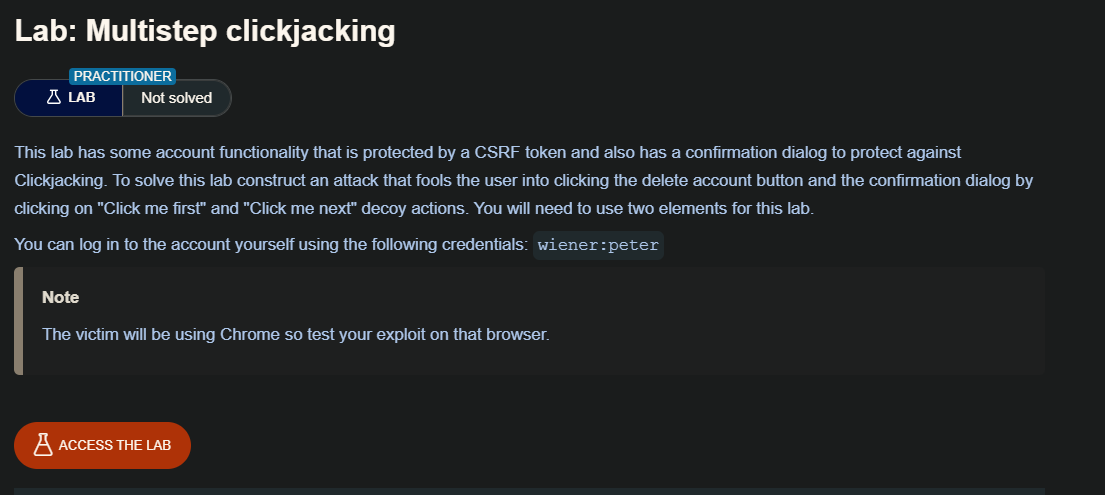 Lab: Multistep clickjacking
PRACTITIONER
LAB Not solved
This lab has some account functionality that is protected by a CSRF token and also has a confirmation dialog to protect against
Clickjacking. To solve this lab construct an attack that fools the user into clicking the delete account button and the confirmation dialog by
clicking on "Click me first" and "Click me next" decoy actions. You will need to use two elements for this lab.
You can log in to the account yourself using the following credentials: wiener:peter
Note
The victim will be using Chrome so test your exploit on that browser.
ACCESS THE LAB